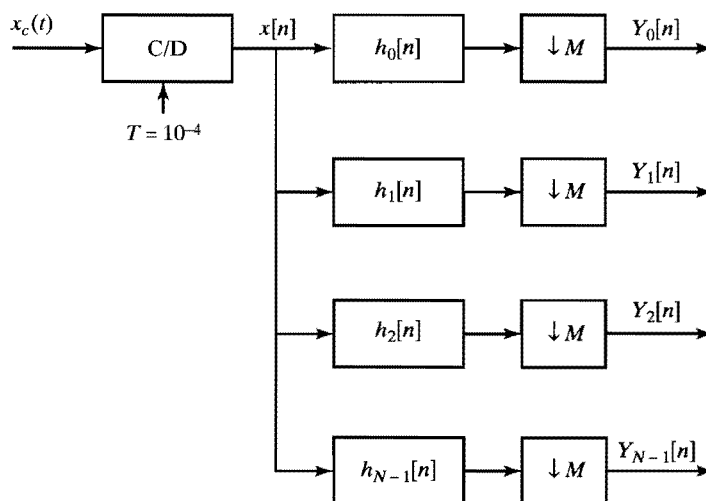 x_c(t)
C/D
x[n]
h_0[n]
↓M
Y_0[n]
T = 10^{-4}
h_1[n]
↓M
Y_1[n]
h_2[n]
↓M
Y_2[n]
h_{N-1}[n]
↓M
Y_{N-1}[n]